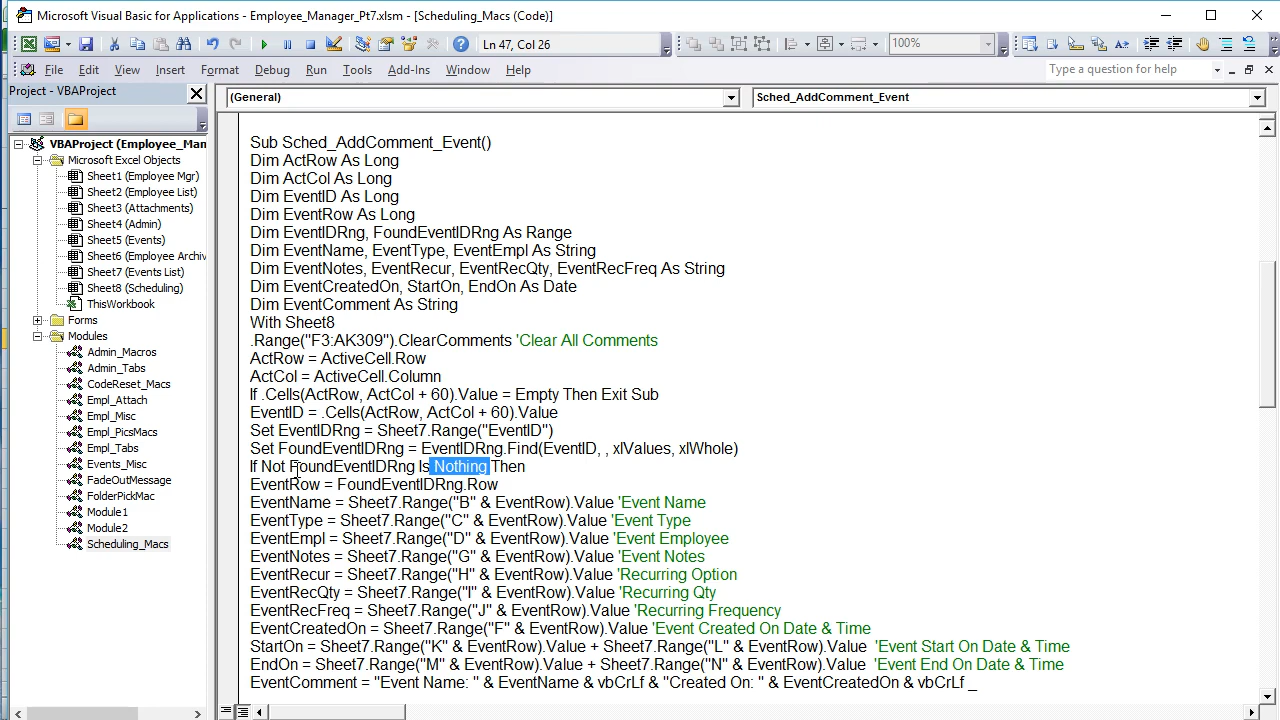 Microsoft Visual Basic for Applications - Employee_Manager_Pt7.xlsm - [Scheduling_Macs (Code)]
Ln 47, Col 26
100%
File Edit View Insert Format Debug Run Tools Add-Ins Window Help
Type a question for help
Project - VBAProject
(General)
Sched_AddComment_Event
VBAProject (Employee_Man
Microsoft Excel Objects
Sheet1 (Employee Mgr)
Sheet2 (Employee List)
Sheet3 (Attachments)
Sheet4 (Admin)
Sheet5 (Events)
Sheet6 (Employee Archiv
Sheet7 (Events List)
Sheet8 (Scheduling)
ThisWorkbook
Forms
Modules
Admin_Macros
Admin_Tabs
CodeReset_Macs
Empl_Attach
Empl_Misc
Empl_PicsMacs
Empl_Tabs
Events_Misc
FadeOutMessage
FolderPickMac
Module1
Module2
Scheduling_Macs
Sub Sched_AddComment_Event()
Dim ActRow As Long
Dim ActCol As Long
Dim EventID As Long
Dim EventRow As Long
Dim EventIDRng, FoundEventIDRng As Range
Dim EventName, EventType, EventEmpl As String
Dim EventNotes, EventRecur, EventRecQty, EventRecFreq As String
Dim EventCreatedOn, StartOn, EndOn As Date
Dim EventComment As String
With Sheet8
.Range("F3:AK309").ClearComments 'Clear All Comments
ActRow = ActiveCell.Row
ActCol = ActiveCell.Column
If .Cells(ActRow, ActCol + 60).Value = Empty Then Exit Sub
EventID = .Cells(ActRow, ActCol + 60).Value
Set EventIDRng = Sheet7.Range("EventID")
Set FoundEventIDRng = EventIDRng.Find(EventID, , xlValues, xlWhole)
If Not FoundEventIDRng Is Nothing Then
EventRow = FoundEventIDRng.Row
EventName = Sheet7.Range("B" & EventRow).Value 'Event Name
EventType = Sheet7.Range("C" & EventRow).Value 'Event Type
EventEmpl = Sheet7.Range("D" & EventRow).Value 'Event Employee
EventNotes = Sheet7.Range("G" & EventRow).Value 'Event Notes
EventRecur = Sheet7.Range("H" & EventRow).Value 'Recurring Option
EventRecQty = Sheet7.Range("I" & EventRow).Value 'Recurring Qty
EventRecFreq = Sheet7.Range("J" & EventRow).Value 'Recurring Frequency
EventCreatedOn = Sheet7.Range("F" & EventRow).Value 'Event Created On Date & Time
StartOn = Sheet7.Range("K" & EventRow).Value + Sheet7.Range("L" & EventRow).Value 'Event Start On Date & Time
EndOn = Sheet7.Range("M" & EventRow).Value + Sheet7.Range("N" & EventRow).Value 'Event End On Date & Time
EventComment = "Event Name: " & EventName & vbCrLf & "Created On: " & EventCreatedOn & vbCrLf _